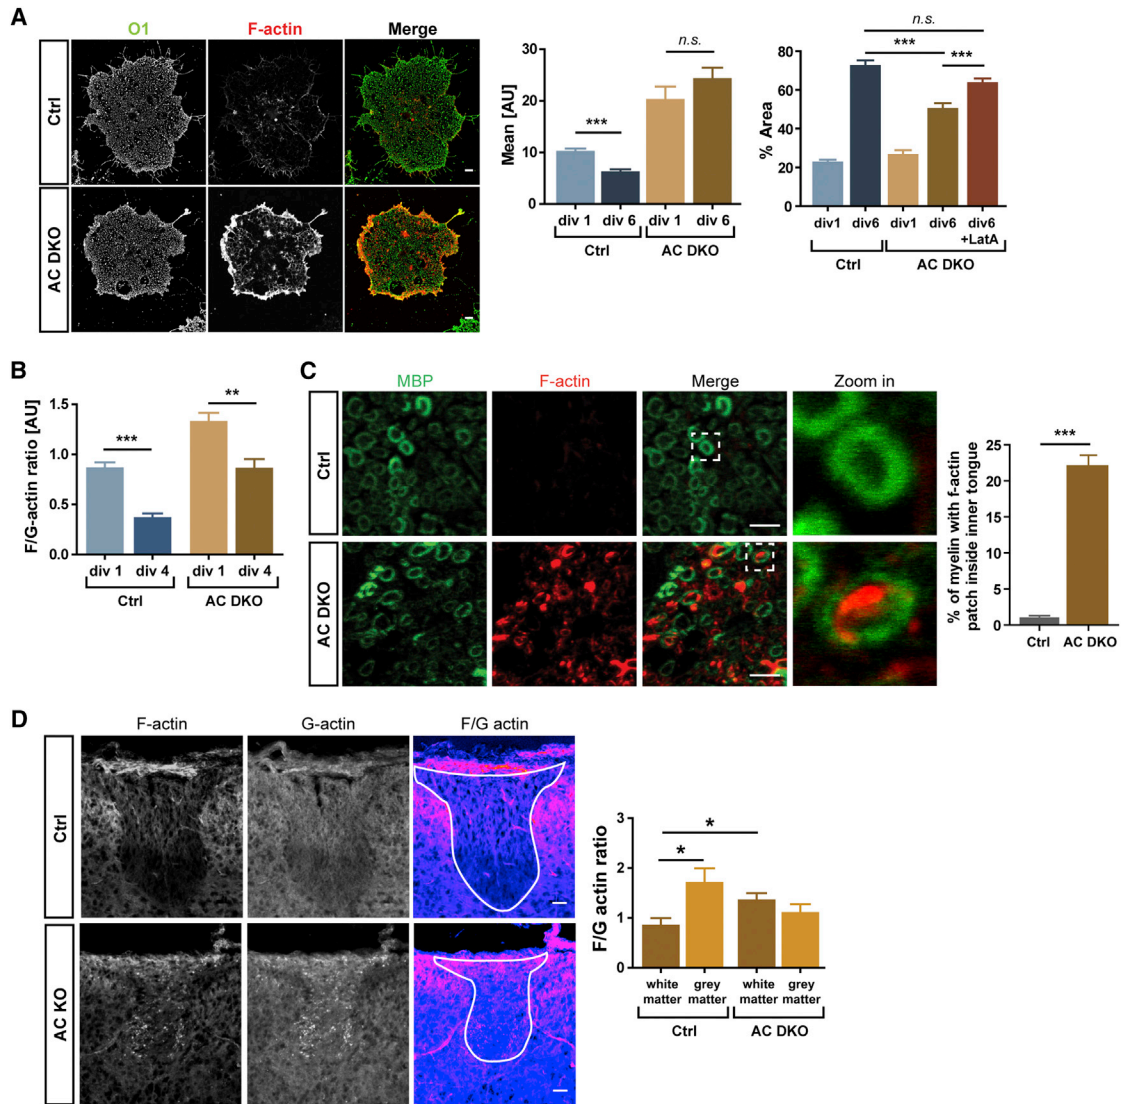 A
O1
F-actin
Merge
Ctrl
AC DKO
Mean [AU]
30
20
10
0
***
n.s.
div 1
div 6
div 1
div 6
Ctrl
AC DKO
% Area
80
60
40
20
0
n.s.
***
***
div1
div6
div1
div6
div6
+LatA
Ctrl
AC DKO
B
F/G-actin ratio [AU]
1.5
1.0
0.5
0.0
***
**
div 1
div 4
div 1
div 4
Ctrl
AC DKO
C
MBP
F-actin
Merge
Zoom in
Ctrl
AC DKO
% of myelin with f-actin
patch inside inner tongue
25
20
15
10
5
0
***
Ctrl
AC DKO
D
F-actin
G-actin
F/G actin
Ctrl
AC KO
F/G actin ratio
3
2
1
0
*
*
white
matter
grey
matter
white
matter
grey
matter
Ctrl
AC DKO